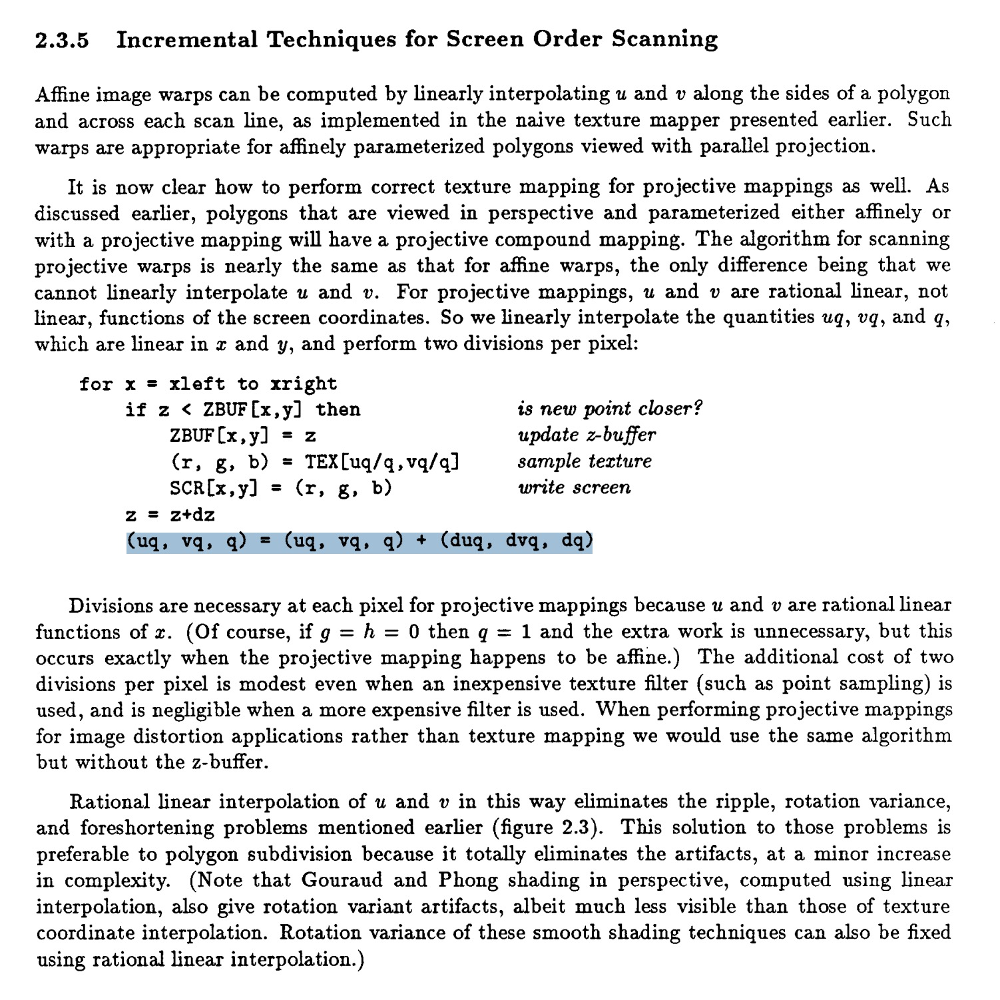 2.3.5 Incremental Techniques for Screen Order Scanning
Affine image warps can be computed by linearly interpolating u and v along the sides of a polygon
and across each scan line, as implemented in the naive texture mapper presented earlier. Such
warps are appropriate for affinely parameterized polygons viewed with parallel projection.
It is now clear how to perform correct texture mapping for projective mappings as well. As
discussed earlier, polygons that are viewed in perspective and parameterized either affinely or
with a projective mapping will have a projective compound mapping. The algorithm for scanning
projective warps is nearly the same as that for affine warps, the only difference being that we
cannot linearly interpolate u and v. For projective mappings, u and v are rational linear, not
linear, functions of the screen coordinates. So we linearly interpolate the quantities uq, vq, and q,
which are linear in x and y, and perform two divisions per pixel:
for x = xleft to xright
if z < ZBUF[x,y] then is new point closer?
ZBUF[x,y] = z update z-buffer
(r, g, b) = TEX[uq/q,vq/q] sample texture
SCR[x,y] = (r, g, b) write screen
z = z+dz
(uq, vq, q) = (uq, vq, q) + (duq, dvq, dq)
Divisions are necessary at each pixel for projective mappings because u and v are rational linear
functions of x. (Of course, if g = h = 0 then q = 1 and the extra work is unnecessary, but this
occurs exactly when the projective mapping happens to be affine.) The additional cost of two
divisions per pixel is modest even when an inexpensive texture filter (such as point sampling) is
used, and is negligible when a more expensive filter is used. When performing projective mappings
for image distortion applications rather than texture mapping we would use the same algorithm
but without the z-buffer.
Rational linear interpolation of u and v in this way eliminates the ripple, rotation variance,
and foreshortening problems mentioned earlier (figure 2.3). This solution to those problems is
preferable to polygon subdivision because it totally eliminates the artifacts, at a minor increase
in complexity. (Note that Gouraud and Phong shading in perspective, computed using linear
interpolation, also give rotation variant artifacts, albeit much less visible than those of texture
coordinate interpolation. Rotation variance of these smooth shading techniques can also be fixed
using rational linear interpolation.)